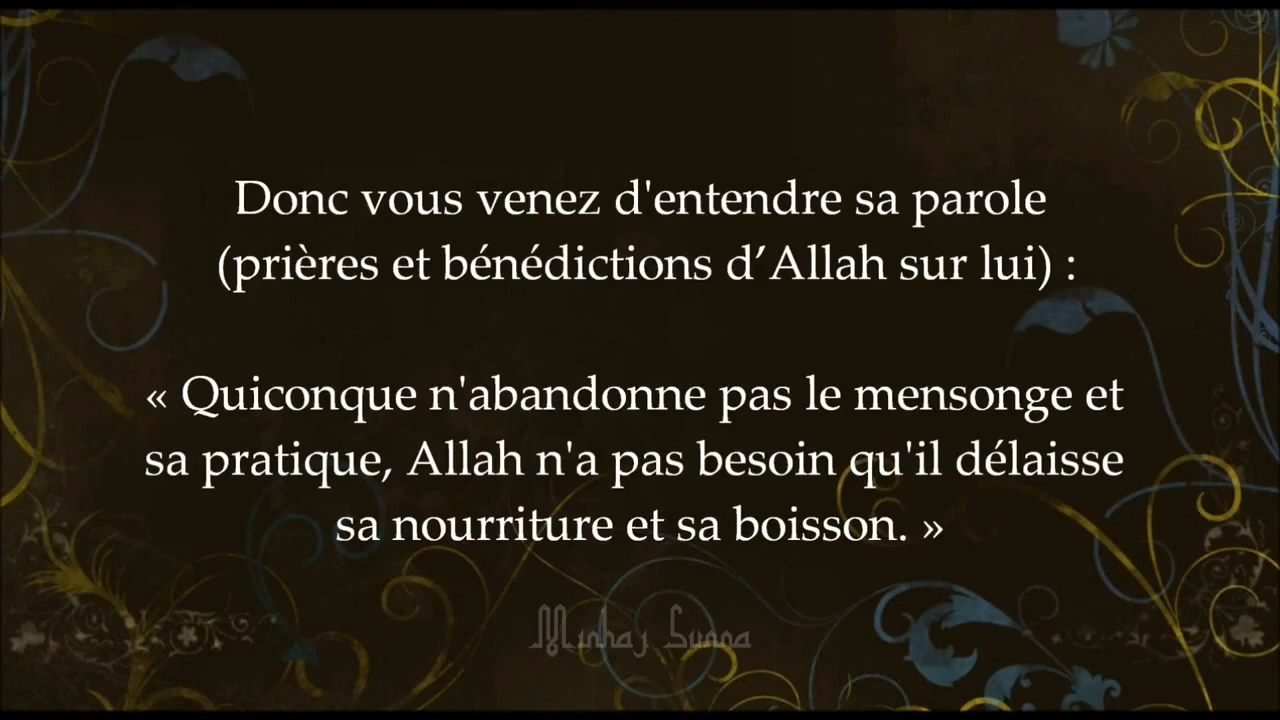 Donc vous venez d'entendre sa parole
(prières et bénédictions d’Allah sur lui) :
« Quiconque n'abandonne pas le mensonge et
sa pratique, Allah n'a pas besoin qu'il délaisse
sa nourriture et sa boisson. »
Minhaj Sunna